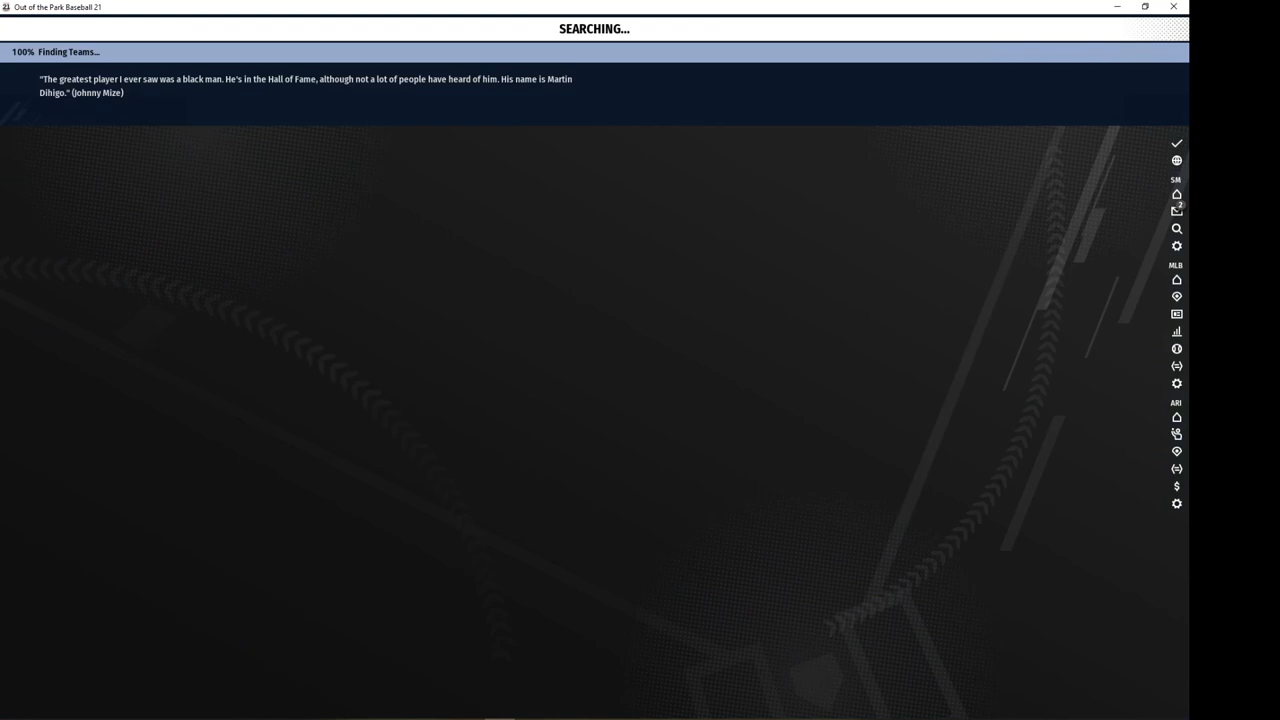 21 Out of the Park Baseball 21
SEARCHING...
100% Finding Teams...
"The greatest player I ever saw was a black man. He's in the Hall of Fame, although not a lot of people have heard of him. His name is Martin
Dihigo." (Johnny Mize)
SM
2
MLB
ARI
$